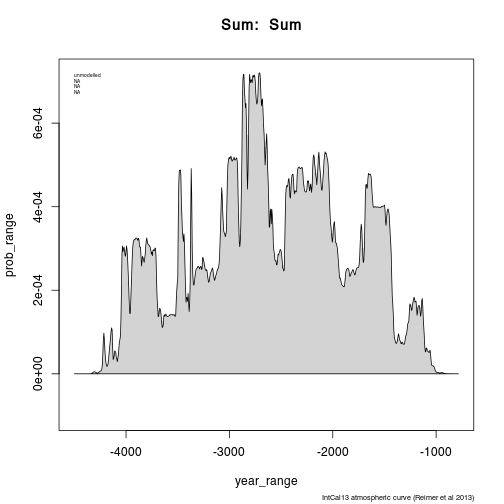 Sum:  Sum
unmodelled
NA
NA
NA
6e-04
4e-04
2e-04
0e+00
prob_range
-4000
-3000
-2000
-1000
year_range
IntCal13 atmospheric curve (Reimer et al 2013)